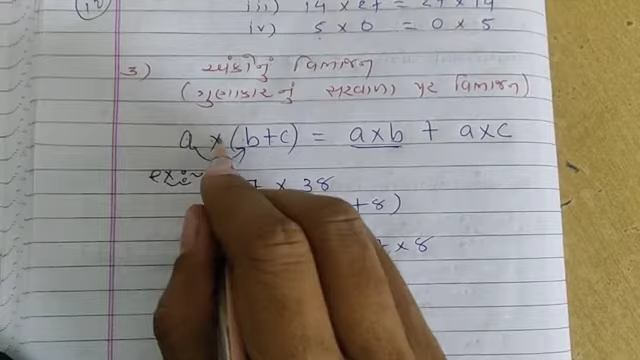 iii) 14 × 27 = 27 × 14
iv) 5 × 0 = 0 × 5
3) સંકોનું વિભાજન
(ગુણાકારનું સરવાળા પર વિભાજન)
a × (b+c) = a×b + a×c
ex:~ 7 × 38
+ 8)
× 8